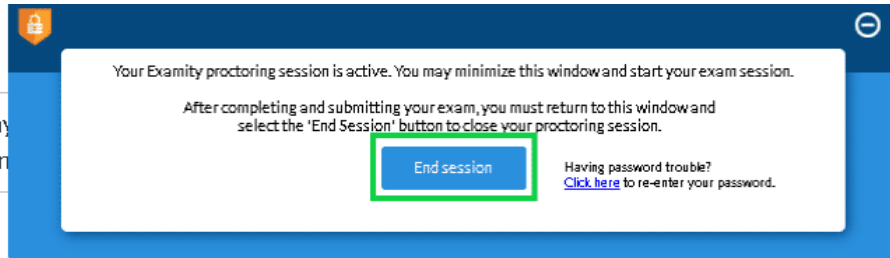 Your Examity proctoring session is active. You may minimize this window and start your exam session.
After completing and submitting your exam, you must return to this window and
select the 'End Session' button to close your proctoring session.
End session
Having password trouble?
Click here to re-enter your password.